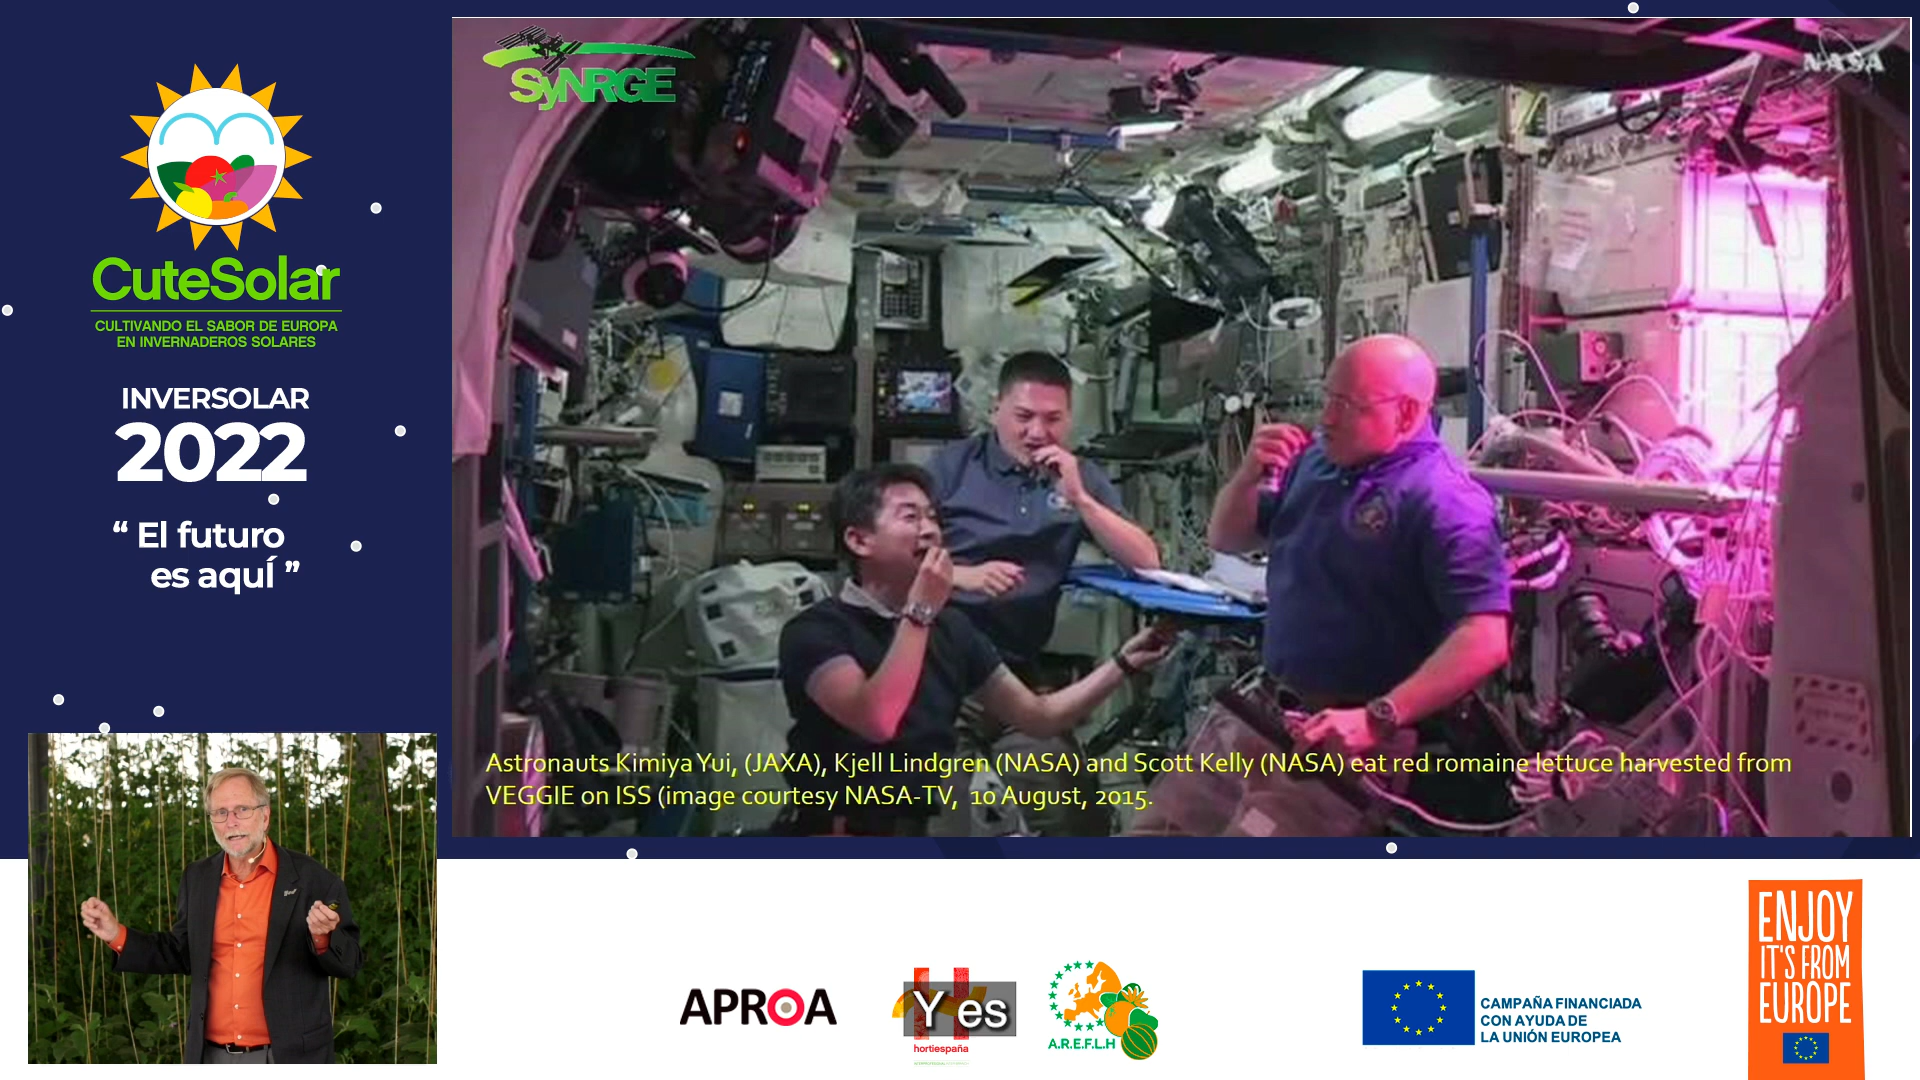 CuteSolar
CULTIVANDO EL SABOR DE EUROPA
EN INVERNADEROS SOLARES
INVERSOLAR
2022
“ El futuro
es aquÍ ”
SyNRGE
NASA
Astronauts Kimiya Yui, (JAXA), Kjell Lindgren (NASA) and Scott Kelly (NASA) eat red romaine lettuce harvested from
VEGGIE on ISS (image courtesy NASA-TV, 10 August, 2015.
APROA
H
Y es
hortiespaña
A.R.E.F.L.H
CAMPAÑA FINANCIADA
CON AYUDA DE
LA UNIÓN EUROPEA
ENJOY
IT'S FROM
EUROPE